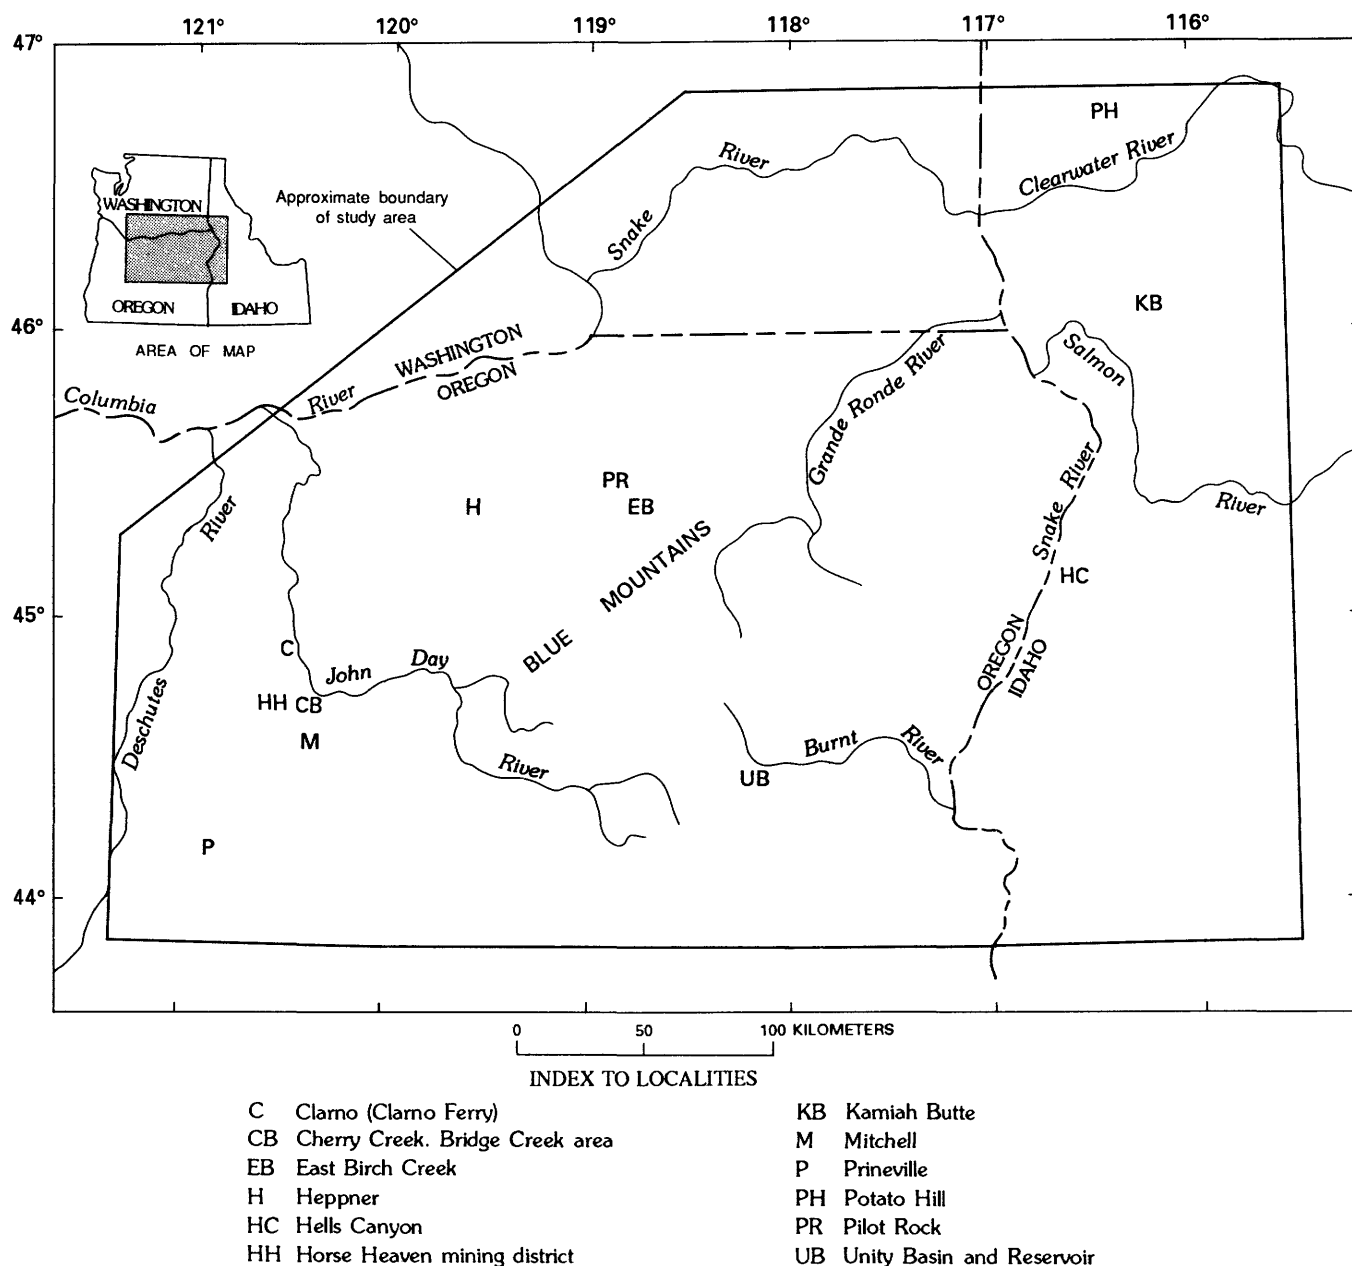 121° 120° 119° 118° 117° 116°
47°
46°
45°
44°
WASHINGTON
OREGON
IDAHO
AREA OF MAP
Approximate boundary
of study area
PH
River
Clearwater River
Snake
KB
WASHINGTON
OREGON
Columbia
River
Salmon
River
Grande Ronde River
PR
H
EB
River
Deschutes
Snake River
HC
BLUE MOUNTAINS
OREGON
IDAHO
C
John Day
River
HH CB
M
Burnt River
UB
P
0 50 100 KILOMETERS
INDEX TO LOCALITIES
C Clarno (Clarno Ferry)
CB Cherry Creek. Bridge Creek area
EB East Birch Creek
H Heppner
HC Hells Canyon
HH Horse Heaven mining district
KB Kamiah Butte
M Mitchell
P Prineville
PH Potato Hill
PR Pilot Rock
UB Unity Basin and Reservoir